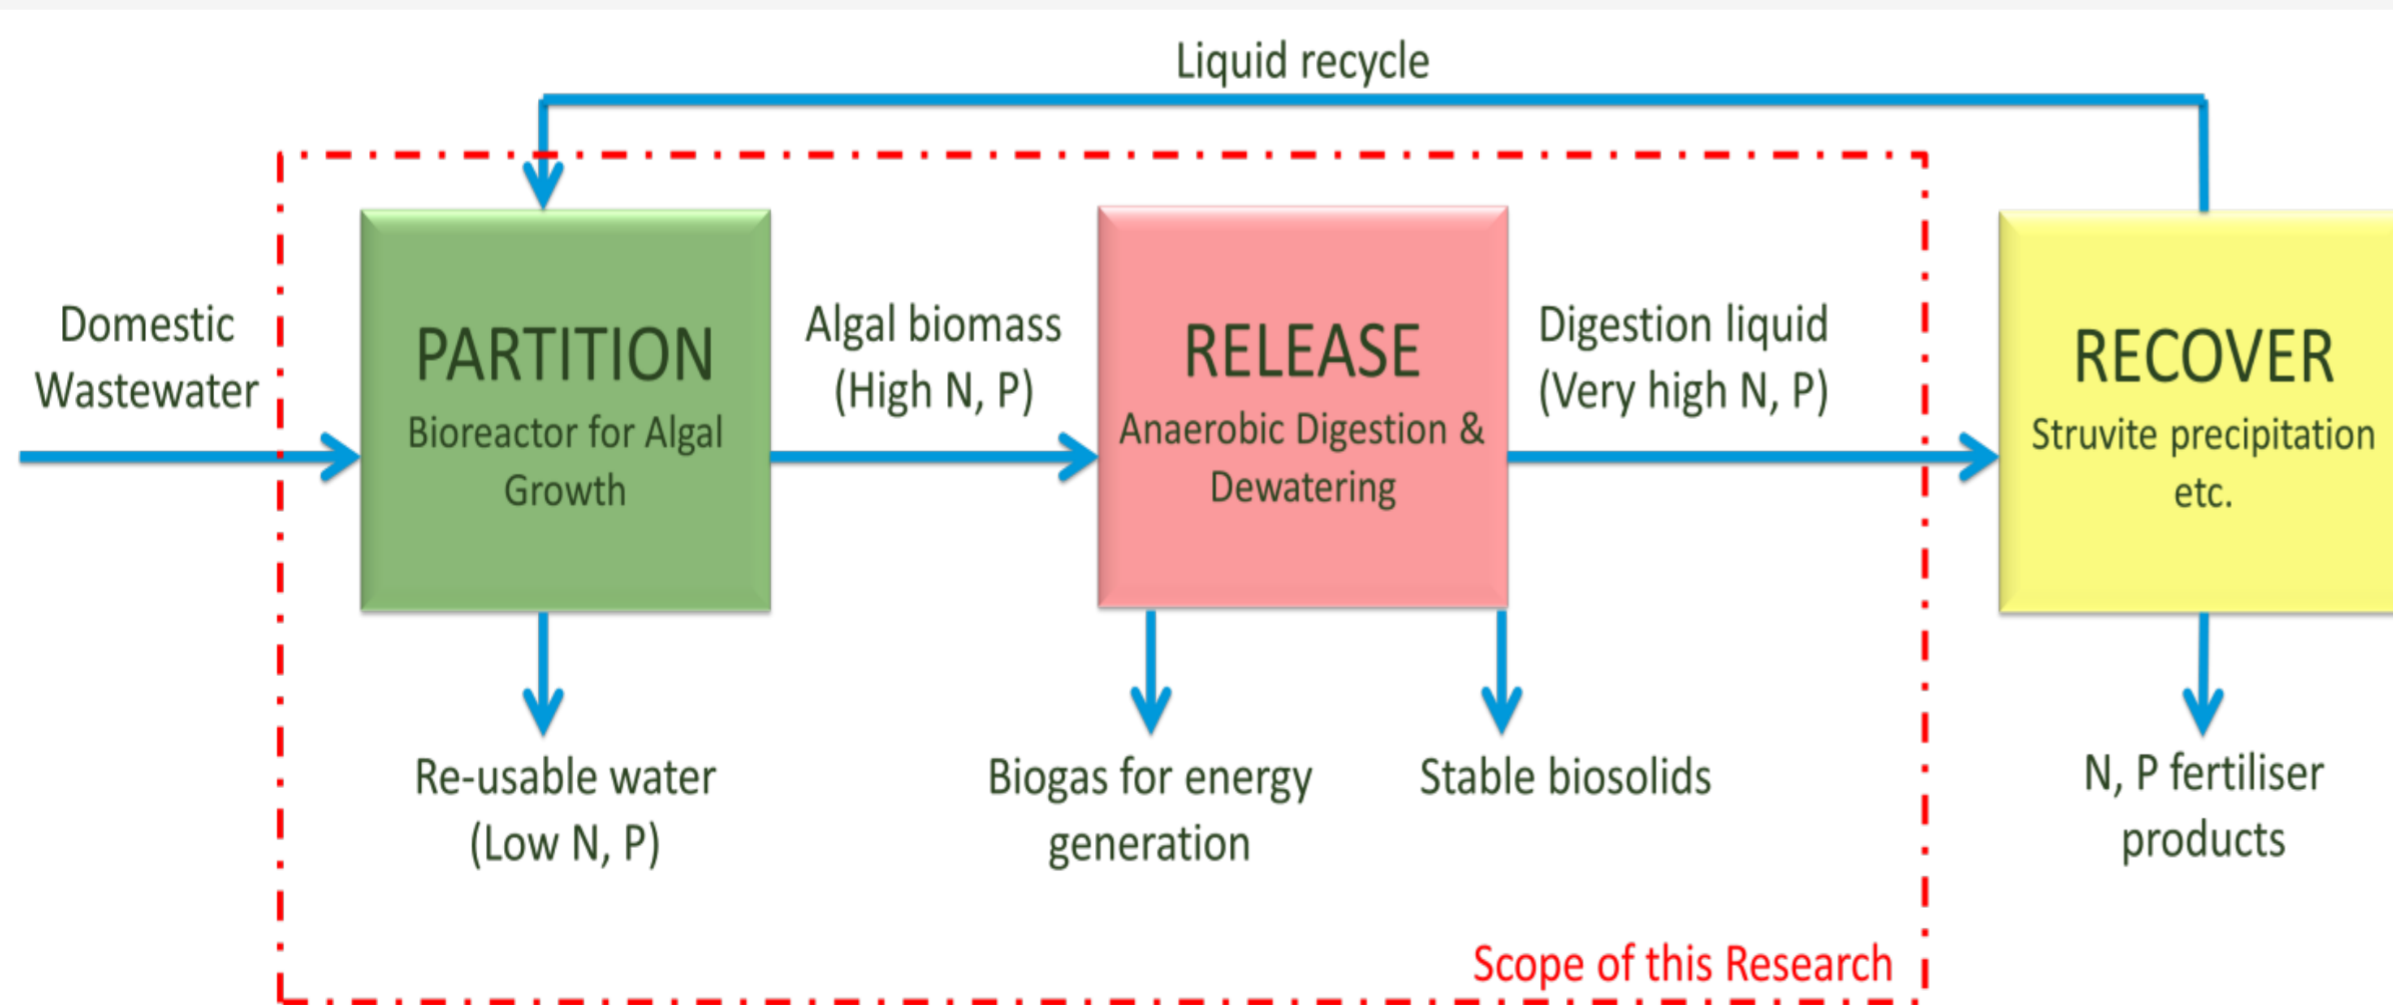 Liquid recycle
Domestic
Wastewater
PARTITION
Bioreactor for Algal
Growth
Algal biomass
(High N, P)
RELEASE
Anaerobic Digestion &
Dewatering
Digestion liquid
(Very high N, P)
RECOVER
Struvite precipitation
etc.
Re-usable water
(Low N, P)
Biogas for energy
generation
Stable biosolids
N, P fertiliser
products
Scope of this Research